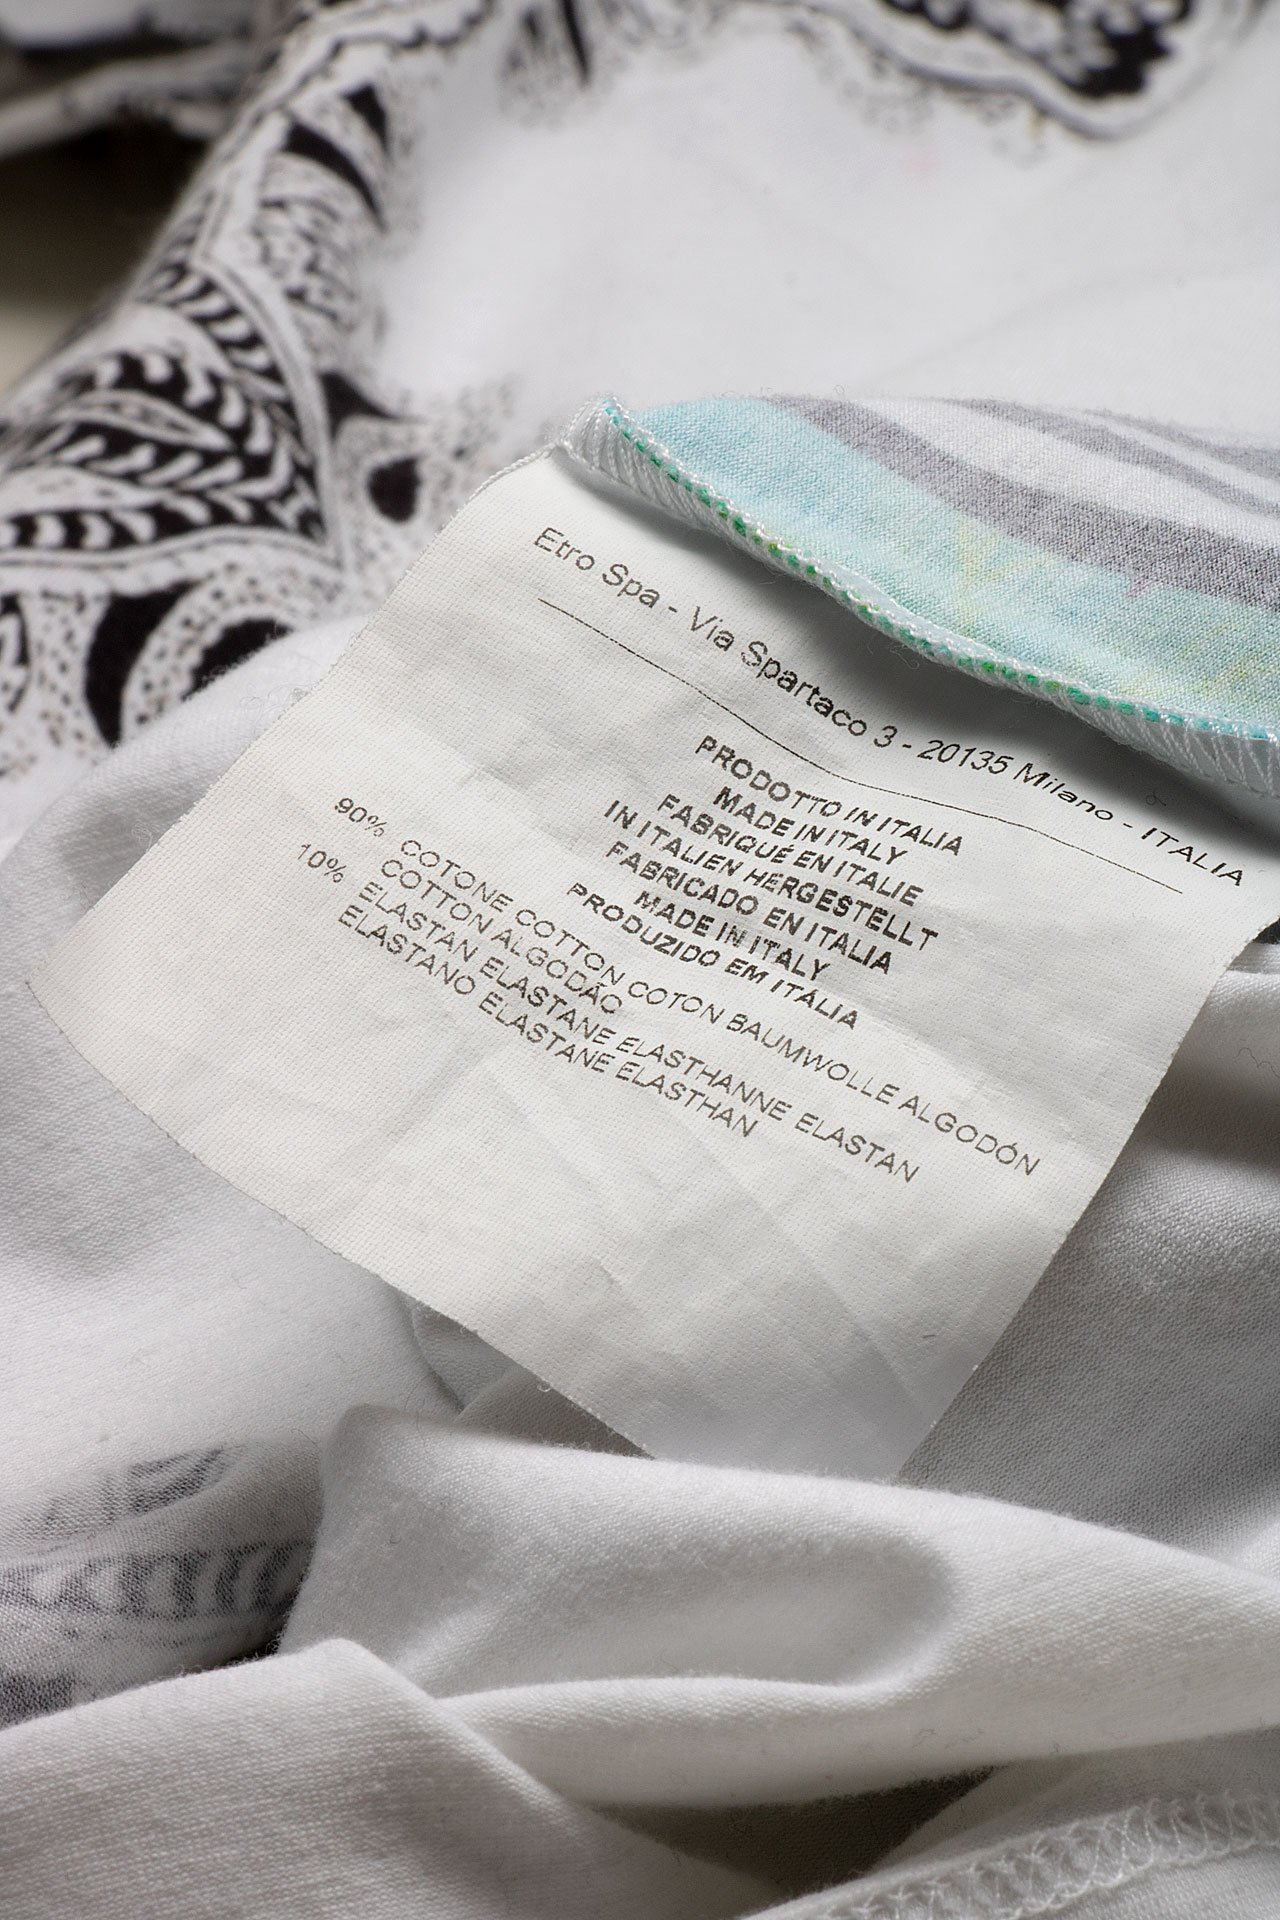 Etro Spa - Via Spartaco 3 - 20135 Milano - ITALIA
PRODOTTO IN ITALIA
MADE IN ITALY
FABRIQUÉ EN ITALIE
IN ITALIEN HERGESTELLT
FABRICADO EN ITALIA
MADE IN ITALY
PRODUZIDO EM ITÁLIA
90% COTONE COTTON COTON BAUMWOLLE ALGODÓN
COTTON ALGODÃO
10% ELASTAN ELASTANE ELASTHANNE ELASTAN
ELASTANO ELASTANE ELASTHAN